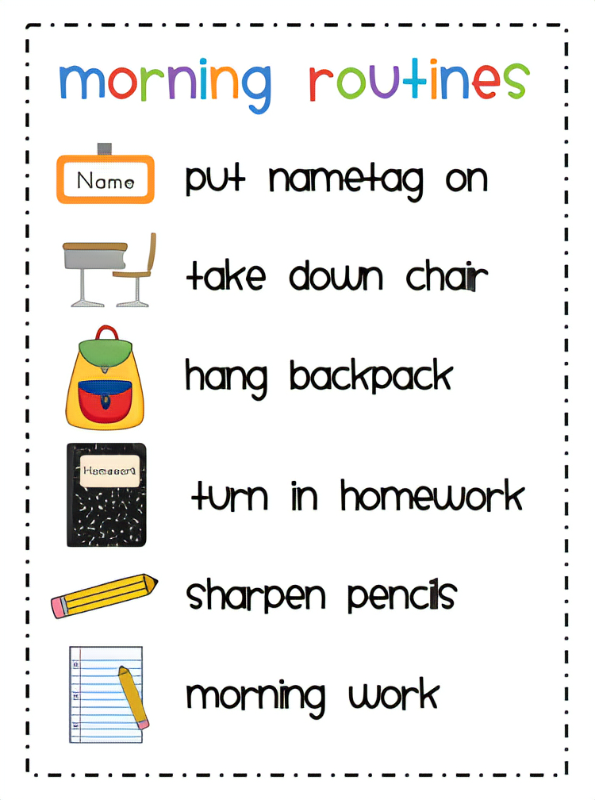 morning routines
Name
put nametag on
take down chair
hang backpack
turn in homework
sharpen pencils
morning work